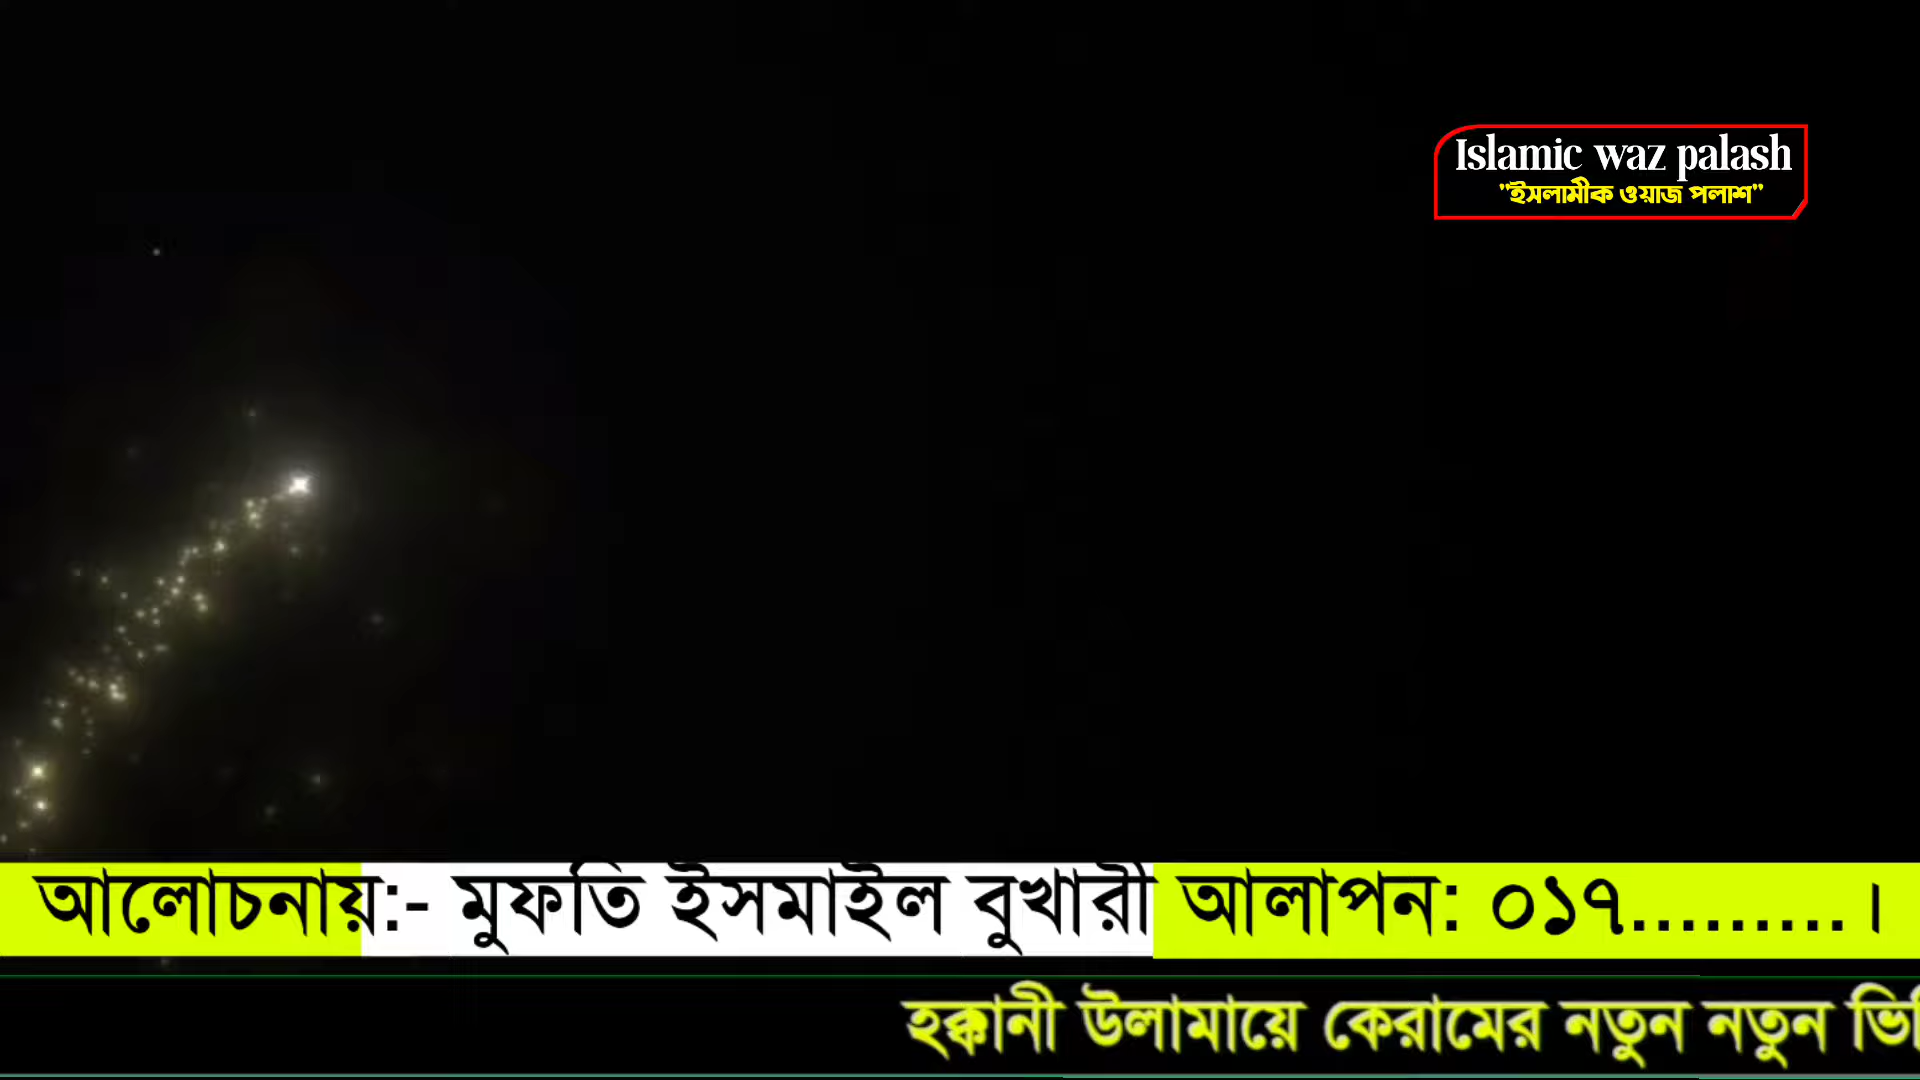 Islamic waz palash
"ইসলামীক ওয়াজ পলাশ"
আলোচনায়:- মুফতি ইসমাইল বুখারী আলাপন: ০১৭.........।
হক্কানী উলামায়ে কেরামের নতুন নতুন